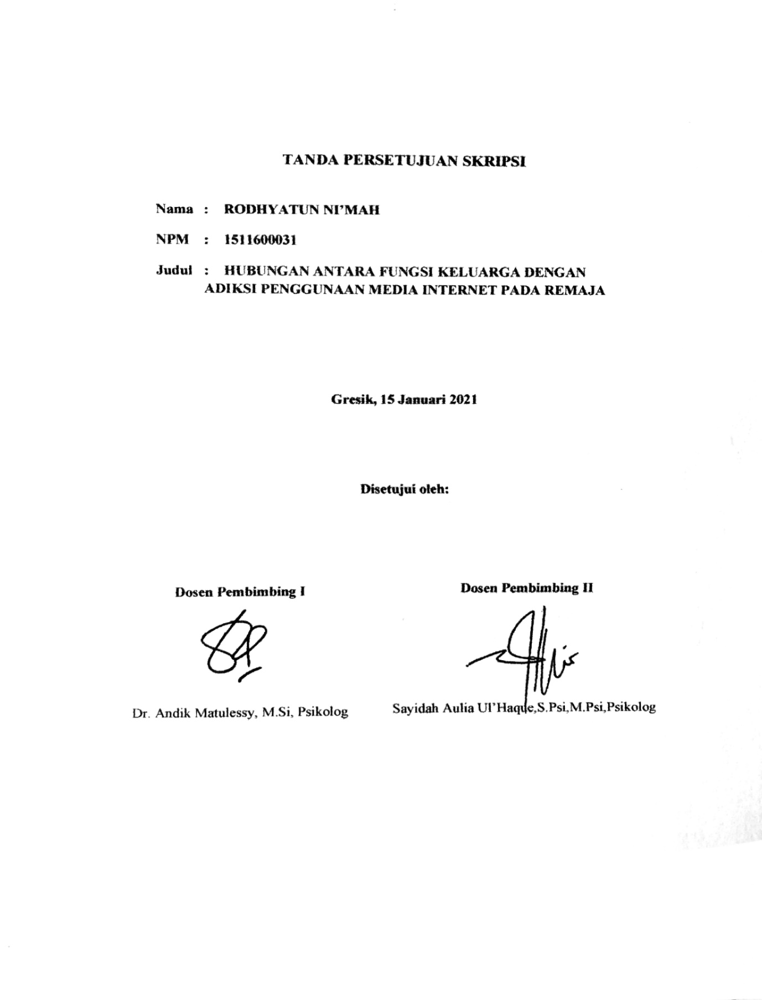 TANDA PERSETUJUAN SKRIPSI
Nama : RODHYATUN NI’MAH
NPM : 1511600031
Judul : HUBUNGAN ANTARA FUNGSI KELUARGA DENGAN
ADIKSI PENGGUNAAN MEDIA INTERNET PADA REMAJA
Gresik, 15 Januari 2021
Disetujui oleh:
Dosen Pembimbing I
Dosen Pembimbing II
Dr. Andik Matulessy, M.Si, Psikolog
Sayidah Aulia Ul’Haque,S.Psi,M.Psi,Psikolog